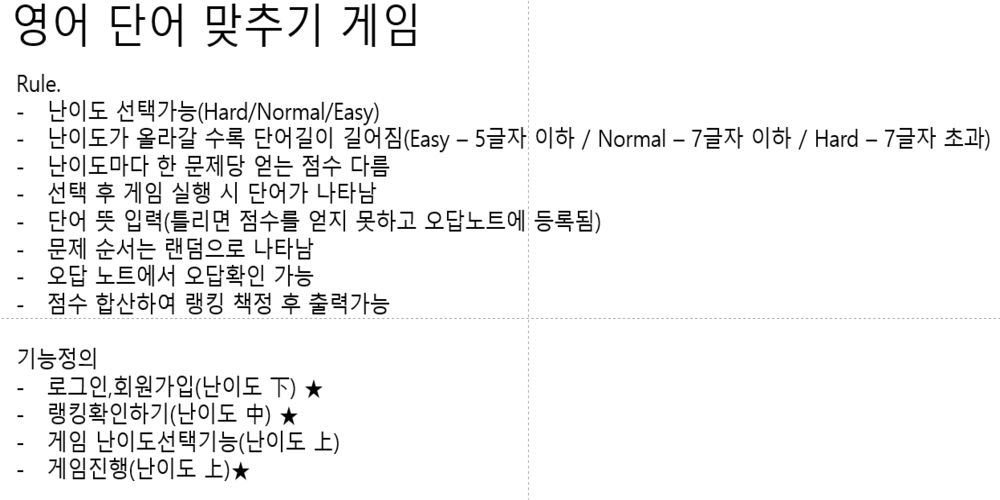 영어 단어 맞추기 게임
Rule.
- 난이도 선택가능(Hard/Normal/Easy)
- 난이도가 올라갈 수록 단어길이 길어짐(Easy – 5글자 이하 / Normal – 7글자 이하 / Hard – 7글자 초과)
- 난이도마다 한 문제당 얻는 점수 다름
- 선택 후 게임 실행 시 단어가 나타남
- 단어 뜻 입력(틀리면 점수를 얻지 못하고 오답노트에 등록됨)
- 문제 순서는 랜덤으로 나타남
- 오답 노트에서 오답확인 가능
- 점수 합산하여 랭킹 책정 후 출력가능
기능정의
- 로그인,회원가입(난이도 下) ★
- 랭킹확인하기(난이도 中) ★
- 게임 난이도선택기능(난이도 上)
- 게임진행(난이도 上)★